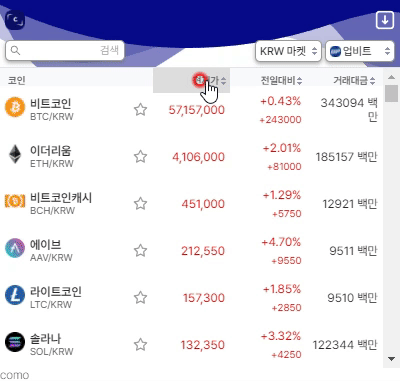 검색
KRW 마켓
업비트
코인
전일대비
거래대금
비트코인
BTC/KRW
57,157,000
+0.43%
+243000
343094 백만
이더리움
ETH/KRW
4,106,000
+2.01%
+81000
185157 백만
비트코인캐시
BCH/KRW
451,000
+1.29%
+5750
12921 백만
에이브
AAV/KRW
212,550
+4.70%
+9550
9511 백만
라이트코인
LTC/KRW
157,300
+1.85%
+2850
9510 백만
솔라나
SOL/KRW
132,350
+3.32%
+4250
122344 백만
como